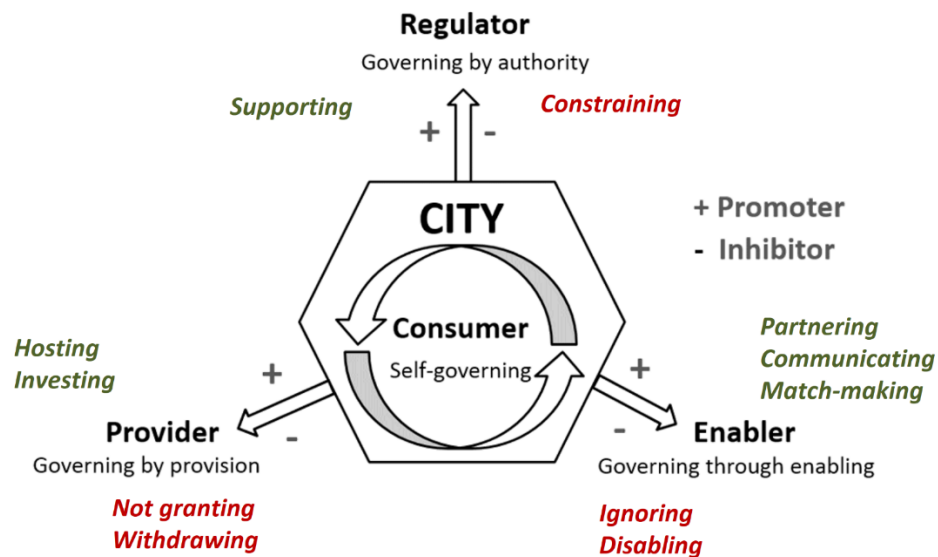 Regulator
Governing by authority
Supporting
Constraining
+ -
CITY
+ Promoter
- Inhibitor
Consumer
Self-governing
Hosting
Investing
+
-
Provider
Governing by provision
Not granting
Withdrawing
Partnering
Communicating
Match-making
+
-
Enabler
Governing through enabling
Ignoring
Disabling